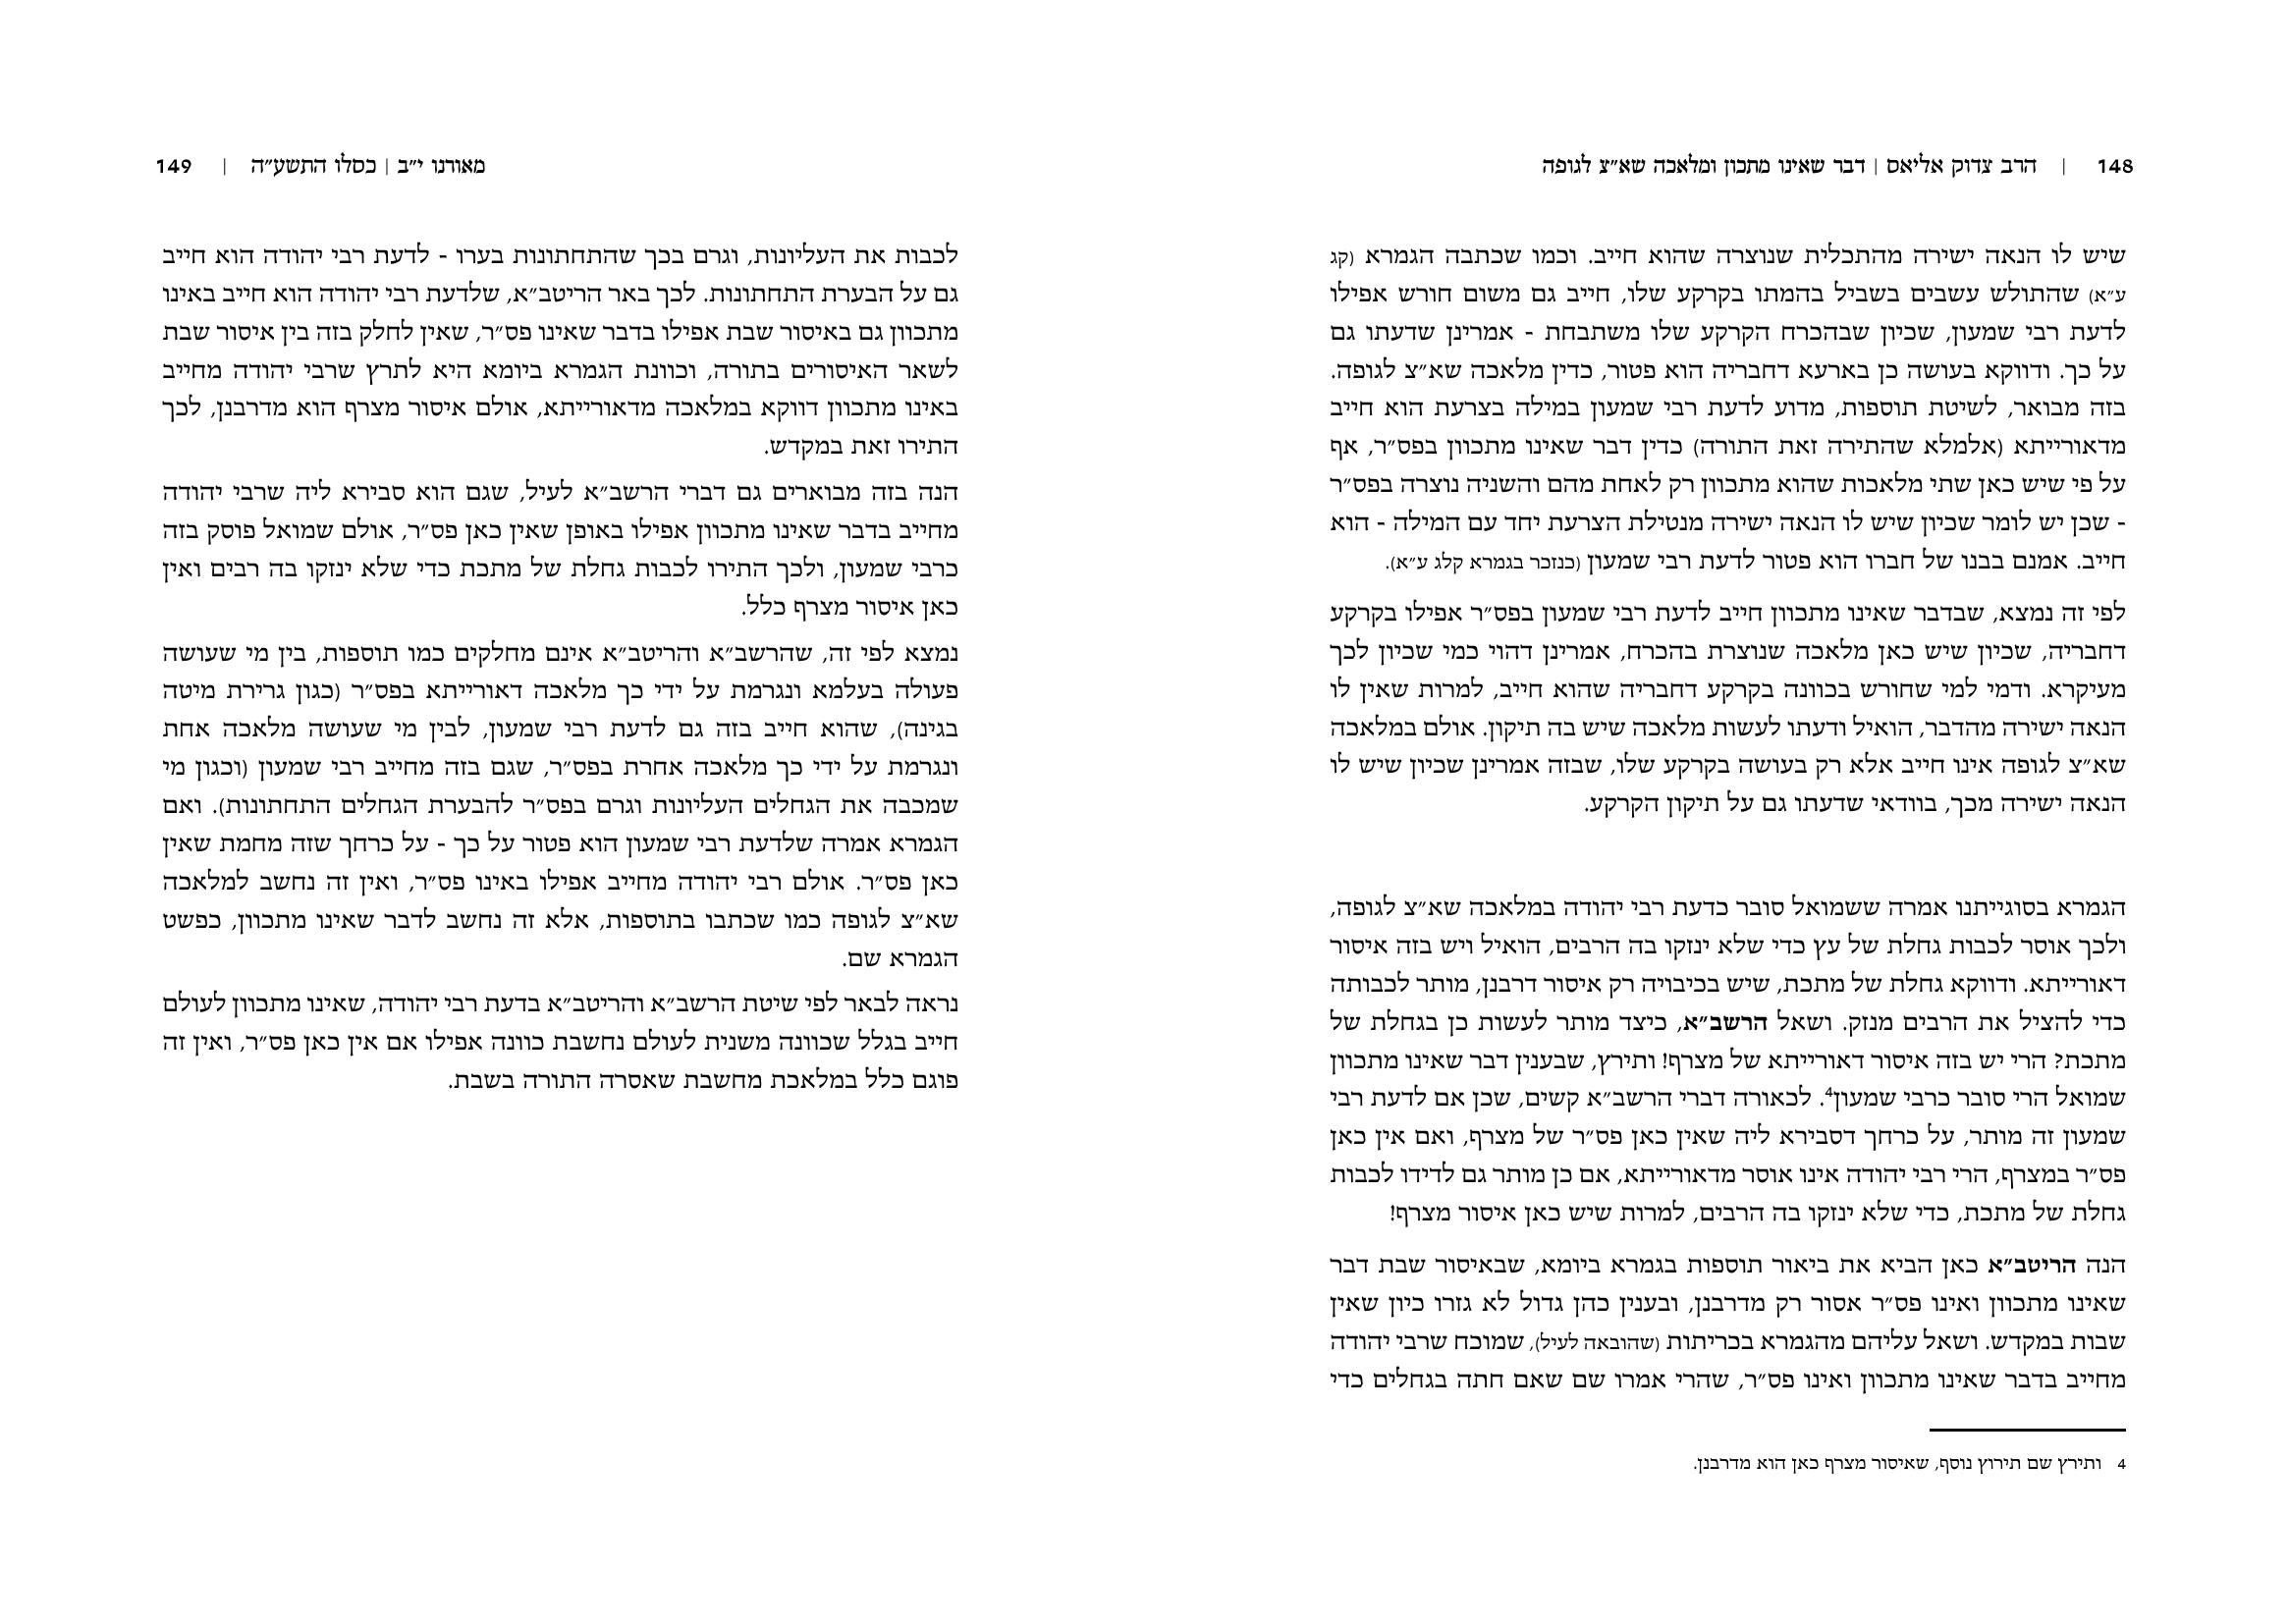 148 | הרב צדוק אליאס | דבר שאינו מתכון ומלאכה שא״צ לגופה
שיש לו הנאה ישירה מהתכלית שנוצרה שהוא חייב. וכמו שכתבה הגמרא (קג
ע״א) שהתולש עשבים בשביל בהמתו בקרקע שלו, חייב גם משום חורש אפילו
לדעת רבי שמעון, שכיון שבהכרח הקרקע שלו משתבחת - אמרינן שדעתו גם
על כך. ודווקא בעושה כן בארעא דחבריה הוא פטור, כדין מלאכה שא״צ לגופה.
בזה מבואר, לשיטת תוספות, מדוע לדעת רבי שמעון במילה בצרעת הוא חייב
מדאורייתא (אלמלא שהתירה זאת התורה) כדין דבר שאינו מתכוון בפס״ר, אף
על פי שיש כאן שתי מלאכות שהוא מתכוון רק לאחת מהם והשניה נוצרה בפס״ר
- שכן יש לומר שכיון שיש לו הנאה ישירה מנטילת הצרעת יחד עם המילה - הוא
חייב. אמנם בבנו של חברו הוא פטור לדעת רבי שמעון (כנזכר בגמרא קלג ע״א).
לפי זה נמצא, שבדבר שאינו מתכוון חייב לדעת רבי שמעון בפס״ר אפילו בקרקע
דחבריה, שכיון שיש כאן מלאכה שנוצרת בהכרח, אמרינן דהוי כמי שכיון לכך
מעיקרא. ודמי למי שחורש בכוונה בקרקע דחבריה שהוא חייב, למרות שאין לו
הנאה ישירה מהדבר, הואיל ודעתו לעשות מלאכה שיש בה תיקון. אולם במלאכה
שא״צ לגופה אינו חייב אלא רק בעושה בקרקע שלו, שבזה אמרינן שכיון שיש לו
הנאה ישירה מכך, בוודאי שדעתו גם על תיקון הקרקע.
הגמרא בסוגייתנו אמרה ששמואל סובר כדעת רבי יהודה במלאכה שא״צ לגופה,
ולכך אוסר לכבות גחלת של עץ כדי שלא ינזקו בה הרבים, הואיל ויש בזה איסור
דאורייתא. ודווקא גחלת של מתכת, שיש בכיבויה רק איסור דרבנן, מותר לכבותה
כדי להציל את הרבים מנזק. ושאל הרשב״א, כיצד מותר לעשות כן בגחלת של
מתכת? הרי יש בזה איסור דאורייתא של מצרף! ותירץ, שבענין דבר שאינו מתכוון
שמואל הרי סובר כרבי שמעון4. לכאורה דברי הרשב״א קשים, שכן אם לדעת רבי
שמעון זה מותר, על כרחך דסבירא ליה שאין כאן פס״ר של מצרף, ואם אין כאן
פס״ר במצרף, הרי רבי יהודה אינו אוסר מדאורייתא, אם כן מותר גם לדידו לכבות
גחלת של מתכת, כדי שלא ינזקו בה הרבים, למרות שיש כאן איסור מצרף!
הנה הריטב״א כאן הביא את ביאור תוספות בגמרא ביומא, שבאיסור שבת דבר
שאינו מתכוון ואינו פס״ר אסור רק מדרבנן, ובענין כהן גדול לא גזרו כיון שאין
שבות במקדש. ושאל עליהם מהגמרא בכריתות (שהובאה לעיל), שמוכח שרבי יהודה
מחייב בדבר שאינו מתכוון ואינו פס״ר, שהרי אמרו שם שאם חתה בגחלים כדי
4 ותירץ שם תירוץ נוסף, שאיסור מצרף כאן הוא מדרבנן.
מאורנו י״ב | כסלו התשע״ה | 149
לכבות את העליונות, וגרם בכך שהתחתונות בערו - לדעת רבי יהודה הוא חייב
גם על הבערת התחתונות. לכך באר הריטב״א, שלדעת רבי יהודה הוא חייב באינו
מתכוון גם באיסור שבת אפילו בדבר שאינו פס״ר, שאין לחלק בזה בין איסור שבת
לשאר האיסורים בתורה, וכוונת הגמרא ביומא היא לתרץ שרבי יהודה מחייב
באינו מתכוון דווקא במלאכה מדאורייתא, אולם איסור מצרף הוא מדרבנן, לכך
התירו זאת במקדש.
הנה בזה מבוארים גם דברי הרשב״א לעיל, שגם הוא סבירא ליה שרבי יהודה
מחייב בדבר שאינו מתכוון אפילו באופן שאין כאן פס״ר, אולם שמואל פוסק בזה
כרבי שמעון, ולכך התירו לכבות גחלת של מתכת כדי שלא ינזקו בה רבים ואין
כאן איסור מצרף כלל.
נמצא לפי זה, שהרשב״א והריטב״א אינם מחלקים כמו תוספות, בין מי שעושה
פעולה בעלמא ונגרמת על ידי כך מלאכה דאורייתא בפס״ר (כגון גרירת מיטה
בגינה), שהוא חייב בזה גם לדעת רבי שמעון, לבין מי שעושה מלאכה אחת
ונגרמת על ידי כך מלאכה אחרת בפס״ר, שגם בזה מחייב רבי שמעון (וכגון מי
שמכבה את הגחלים העליונות וגרם בפס״ר להבערת הגחלים התחתונות). ואם
הגמרא אמרה שלדעת רבי שמעון הוא פטור על כך - על כרחך שזה מחמת שאין
כאן פס״ר. אולם רבי יהודה מחייב אפילו באינו פס״ר, ואין זה נחשב למלאכה
שא״צ לגופה כמו שכתבו בתוספות, אלא זה נחשב לדבר שאינו מתכוון, כפשט
הגמרא שם.
נראה לבאר לפי שיטת הרשב״א והריטב״א בדעת רבי יהודה, שאינו מתכוון לעולם
חייב בגלל שכוונה משנית לעולם נחשבת כוונה אפילו אם אין כאן פס״ר, ואין זה
פוגם כלל במלאכת מחשבת שאסרה התורה בשבת.